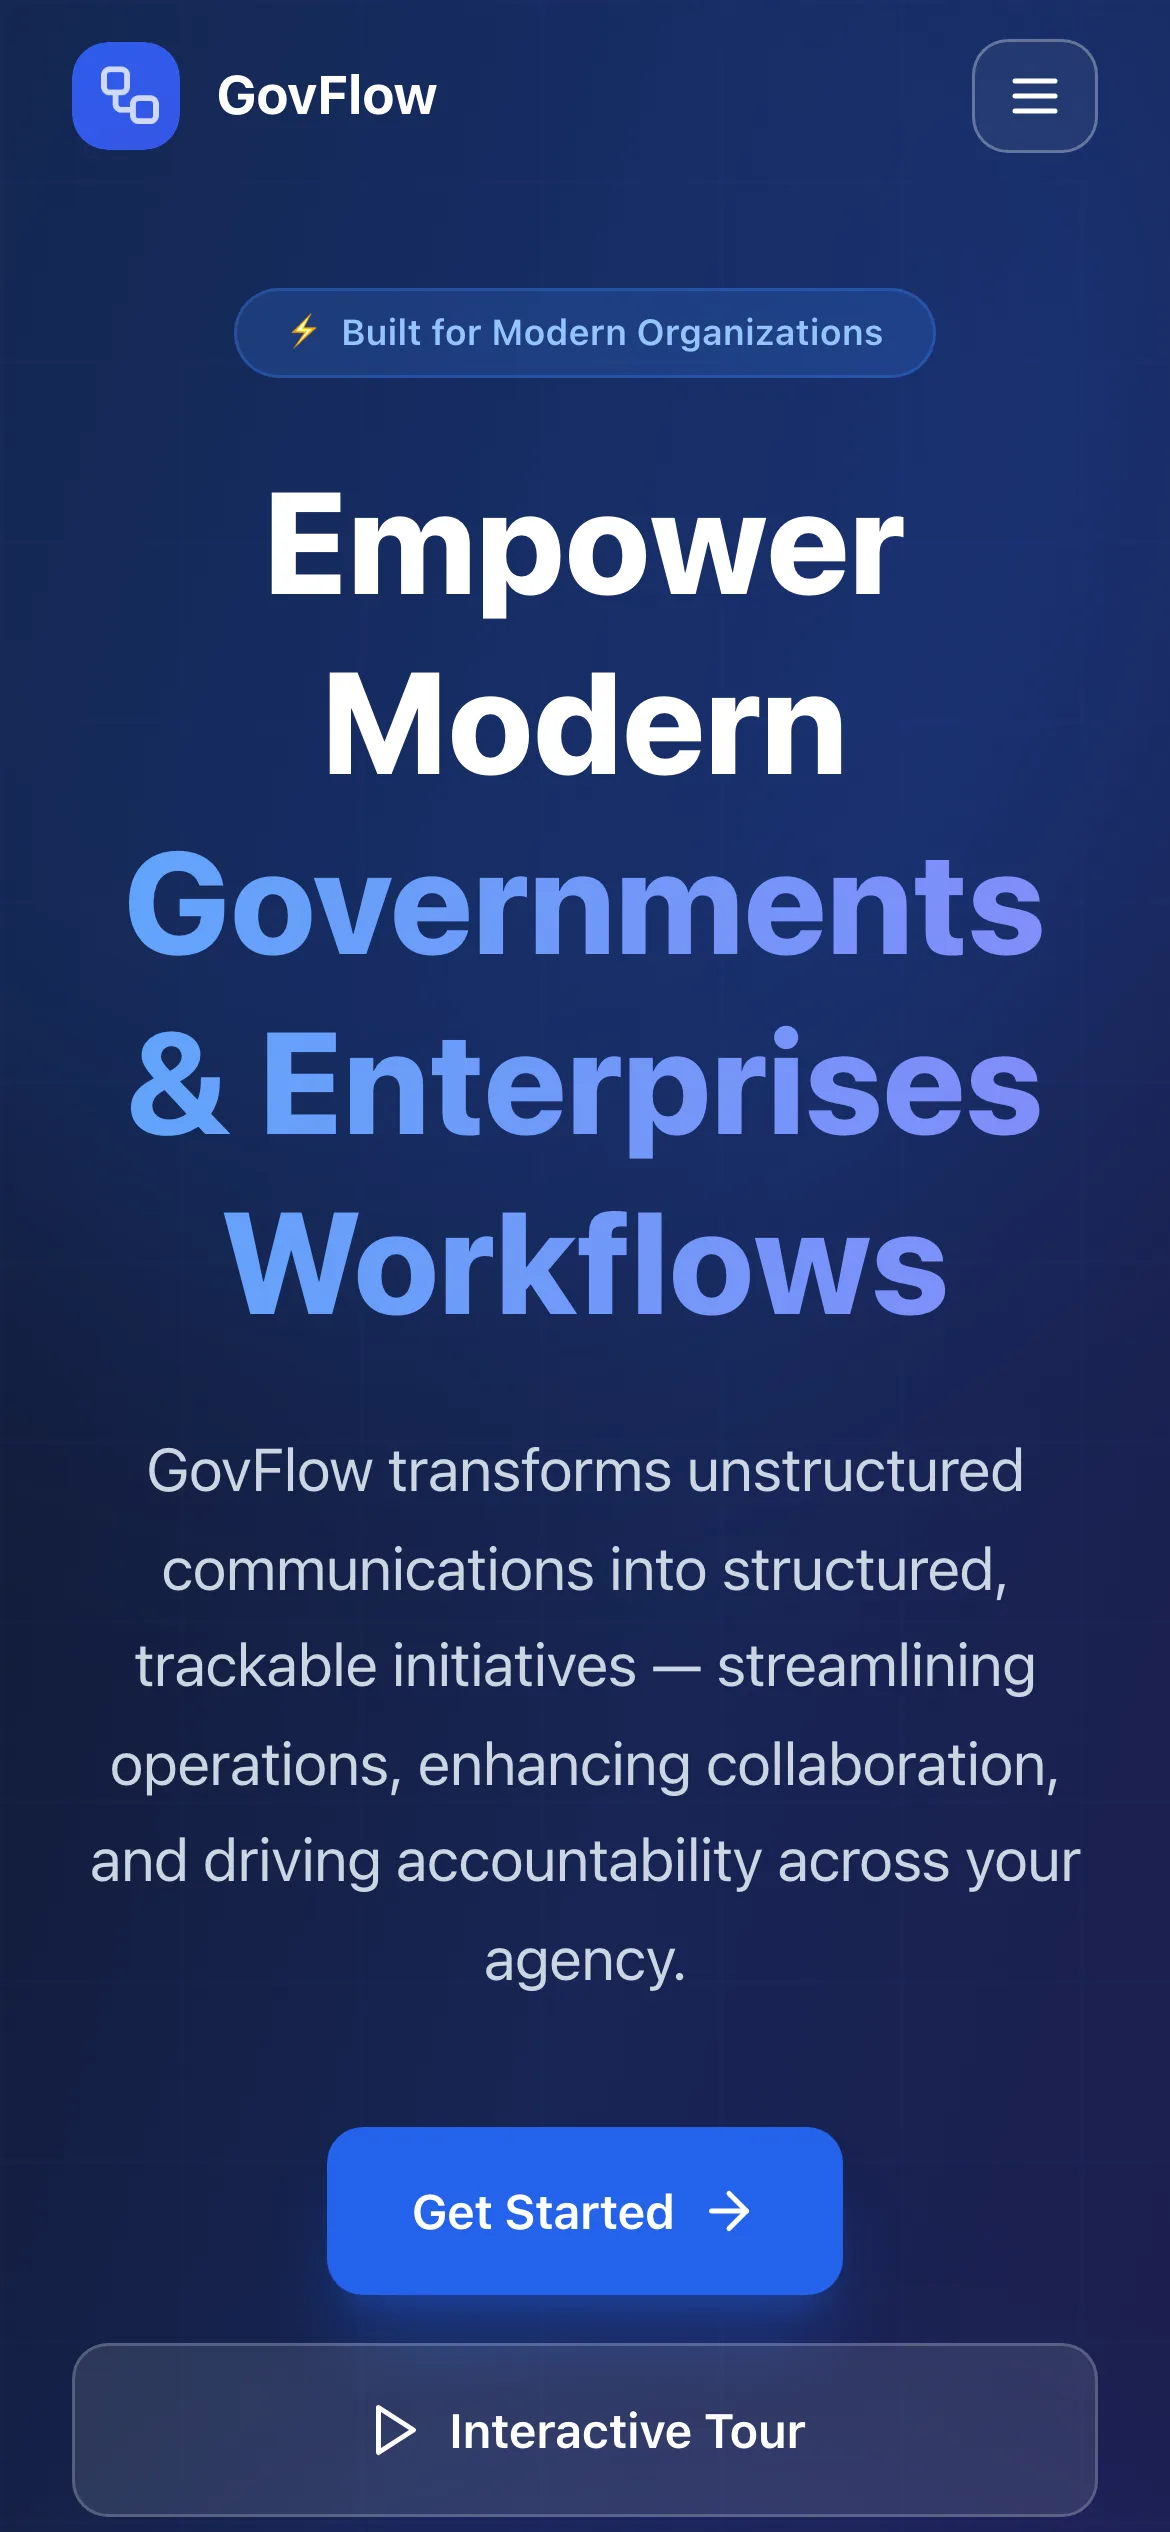 GovFlow
⚡ Built for Modern Organizations
Empower
Modern
Governments
& Enterprises
Workflows
GovFlow transforms unstructured
communications into structured,
trackable initiatives — streamlining
operations, enhancing collaboration,
and driving accountability across your
agency.
Get Started →
Interactive Tour